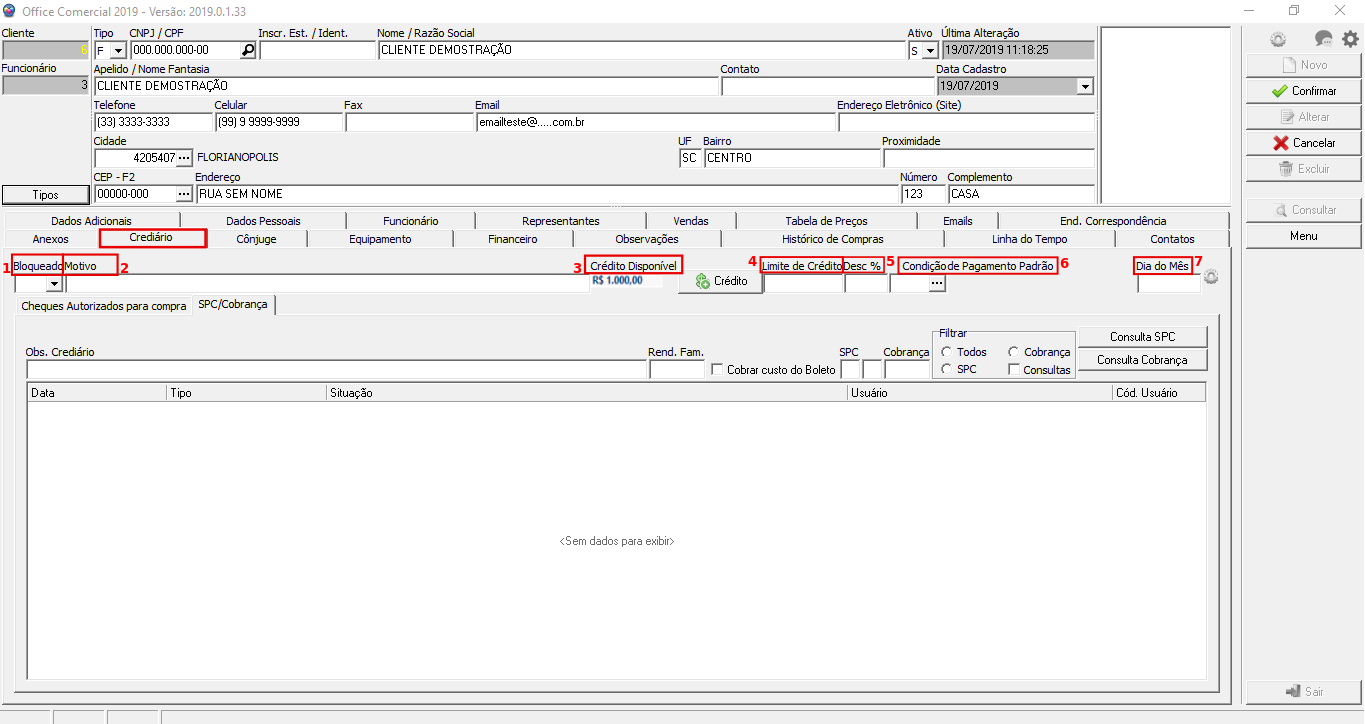 Office Comercial 2019 - Versão: 2019.0.1.33
Cliente Tipo CNPJ / CPF Inscr. Est. / Ident. Nome / Razão Social Ativo Última Alteração
6 F 000.000.000-00 CLIENTE DEMOSTRAÇÃO S 19/07/2019 11:18:25
Funcionário Apelido / Nome Fantasia Contato Data Cadastro
3 CLIENTE DEMOSTRAÇÃO 19/07/2019
Telefone Celular Fax Email Endereço Eletrônico (Site)
(33) 3333-3333 (99) 9 9999-9999 emailteste@.....com.br
Cidade UF Bairro Proximidade
4205407 ... FLORIANOPOLIS SC CENTRO
CEP - F2 Endereço Número Complemento
Tipos 00000-000 ... RUA SEM NOME 123 CASA
Novo
Confirmar
Alterar
Cancelar
Excluir
Consultar
Menu
Dados Adicionais Dados Pessoais Funcionário Representantes Vendas Tabela de Preços Emails End. Correspondência
Anexos Crediário Cônjuge Equipamento Financeiro Observações Histórico de Compras Linha do Tempo Contatos
1 Bloqueado Motivo 2 3 Crédito Disponível 4 Limite de Crédito Desc % 5 Condição de Pagamento Padrão 6 Dia do Mês 7
R$ 1.000,00 Crédito ...
Cheques Autorizados para compra SPC/Cobrança
Filtrar
Obs. Crediário Rend. Fam. SPC Cobrança Todos Cobrança Consulta SPC
Cobrar custo do Boleto SPC Consultas Consulta Cobrança
Data Tipo Situação Usuário Cód. Usuário
<Sem dados para exibir>
Sair